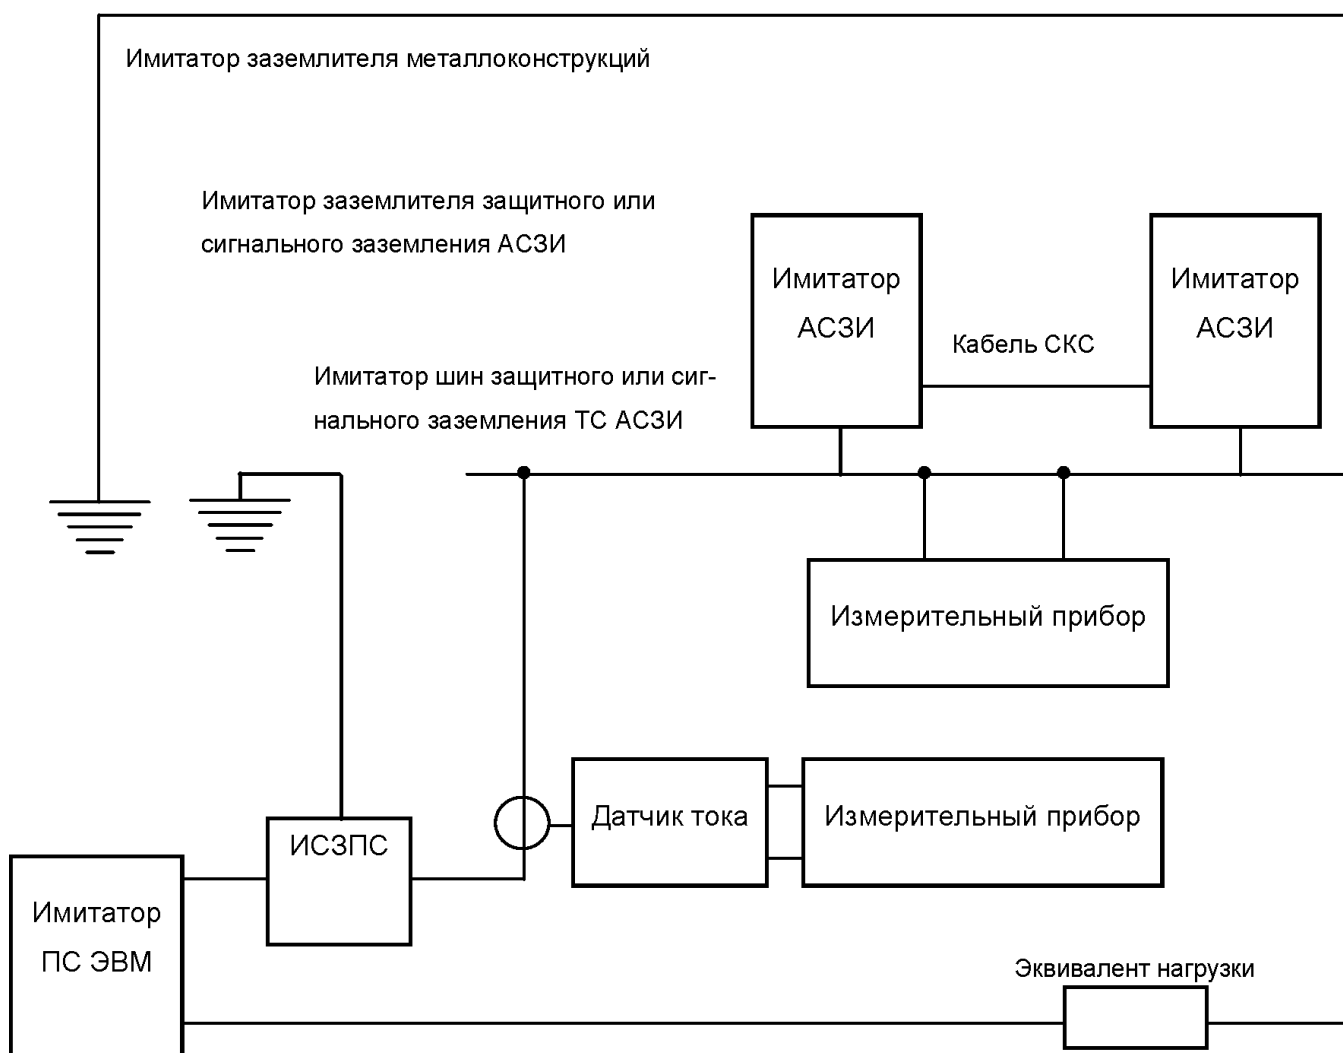 Имитатор заземлителя металлоконструкций
Имитатор заземлителя защитного или
сигнального заземления АСЗИ
Имитатор
АСЗИ
Имитатор
АСЗИ
Кабель СКС
Имитатор шин защитного или сиг-
нального заземления ТС АСЗИ
Измерительный прибор
Датчик тока
Измерительный прибор
ИСЗПС
Имитатор
ПС ЭВМ
Эквивалент нагрузки